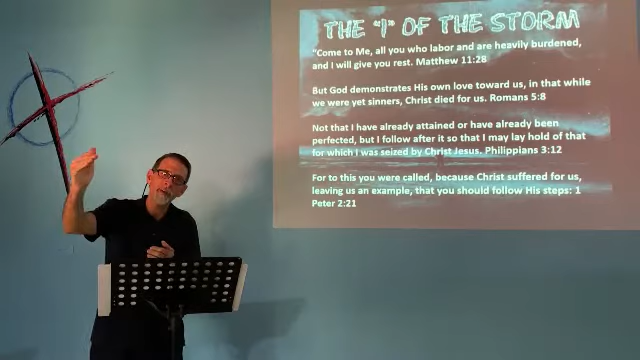 THE "I" OF THE STORM
"Come to Me, all you who labor and are heavily burdened,
and I will give you rest. Matthew 11:28
But God demonstrates His own love toward us, in that while
we were yet sinners, Christ died for us. Romans 5:8
Not that I have already attained or have already been
perfected, but I follow after it so that I may lay hold of that
for which I was seized by Christ Jesus. Philippians 3:12
For to this you were called, because Christ suffered for us,
leaving us an example, that you should follow His steps: 1
Peter 2:21